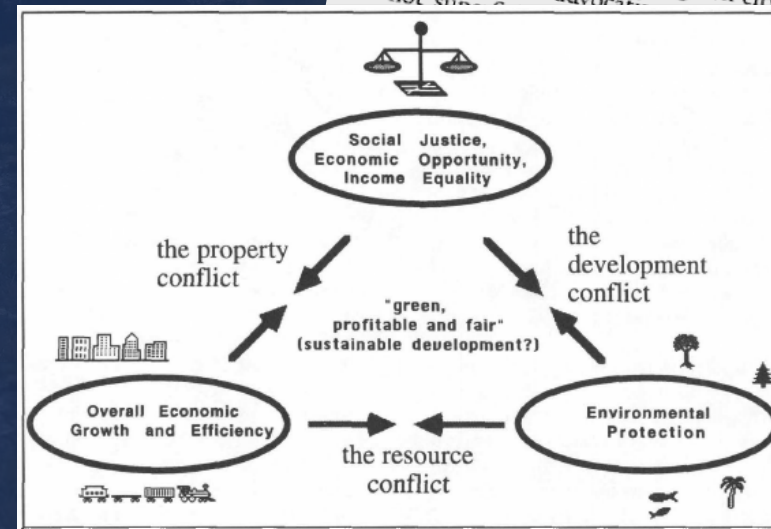 Social Justice,
Economic Opportunity,
Income Equality
the property
conflict
the
development
conflict
"green,
profitable and fair"
(sustainable development?)
Overall Economic
Growth and Efficiency
Environmental
Protection
the resource
conflict